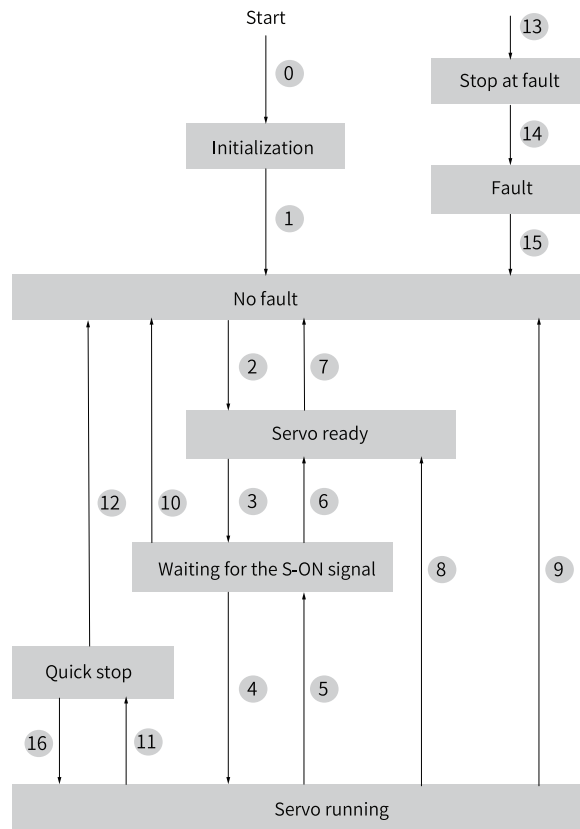 Start
13
0
Stop at fault
14
Initialization
Fault
1
15
No fault
2
7
Servo ready
12
10
3
6
Waiting for the S-ON signal
8
9
Quick stop
4
5
16
11
Servo running